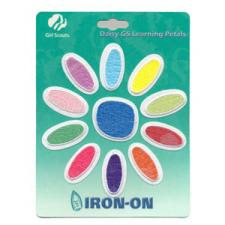 Girl Scouts
Daisy GS Learning Petals
IRON-ON